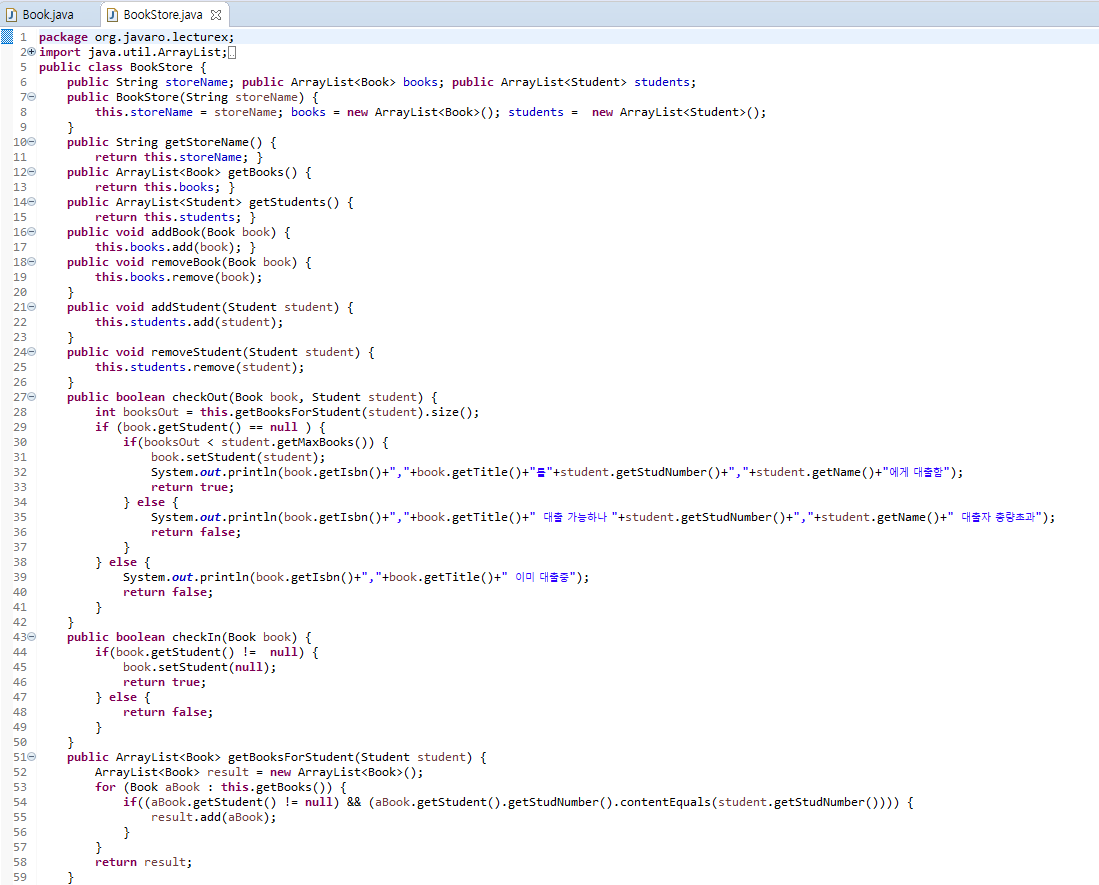 Book.java BookStore.java
1 package org.javaro.lecturex;
2 import java.util.ArrayList;
5 public class BookStore {
6 public String storeName; public ArrayList<Book> books; public ArrayList<Student> students;
7 public BookStore(String storeName) {
8 this.storeName = storeName; books = new ArrayList<Book>(); students =  new ArrayList<Student>();
9 }
10 public String getStoreName() {
11 return this.storeName; }
12 public ArrayList<Book> getBooks() {
13 return this.books; }
14 public ArrayList<Student> getStudents() {
15 return this.students; }
16 public void addBook(Book book) {
17 this.books.add(book); }
18 public void removeBook(Book book) {
19 this.books.remove(book);
20 }
21 public void addStudent(Student student) {
22 this.students.add(student);
23 }
24 public void removeStudent(Student student) {
25 this.students.remove(student);
26 }
27 public boolean checkOut(Book book, Student student) {
28 int booksOut = this.getBooksForStudent(student).size();
29 if (book.getStudent() == null ) {
30 if(booksOut < student.getMaxBooks()) {
31 book.setStudent(student);
32 System.out.println(book.getIsbn()+","+book.getTitle()+"를"+student.getStudNumber()+","+student.getName()+"에게 대출함");
33 return true;
34 } else {
35 System.out.println(book.getIsbn()+","+book.getTitle()+" 대출 가능하나 "+student.getStudNumber()+","+student.getName()+" 대출자 총량초과");
36 return false;
37 }
38 } else {
39 System.out.println(book.getIsbn()+","+book.getTitle()+" 이미 대출중");
40 return false;
41 }
42 }
43 public boolean checkIn(Book book) {
44 if(book.getStudent() !=  null) {
45 book.setStudent(null);
46 return true;
47 } else {
48 return false;
49 }
50 }
51 public ArrayList<Book> getBooksForStudent(Student student) {
52 ArrayList<Book> result = new ArrayList<Book>();
53 for (Book aBook : this.getBooks()) {
54 if((aBook.getStudent() != null) && (aBook.getStudent().getStudNumber().contentEquals(student.getStudNumber()))) {
55 result.add(aBook);
56 }
57 }
58 return result;
59 }